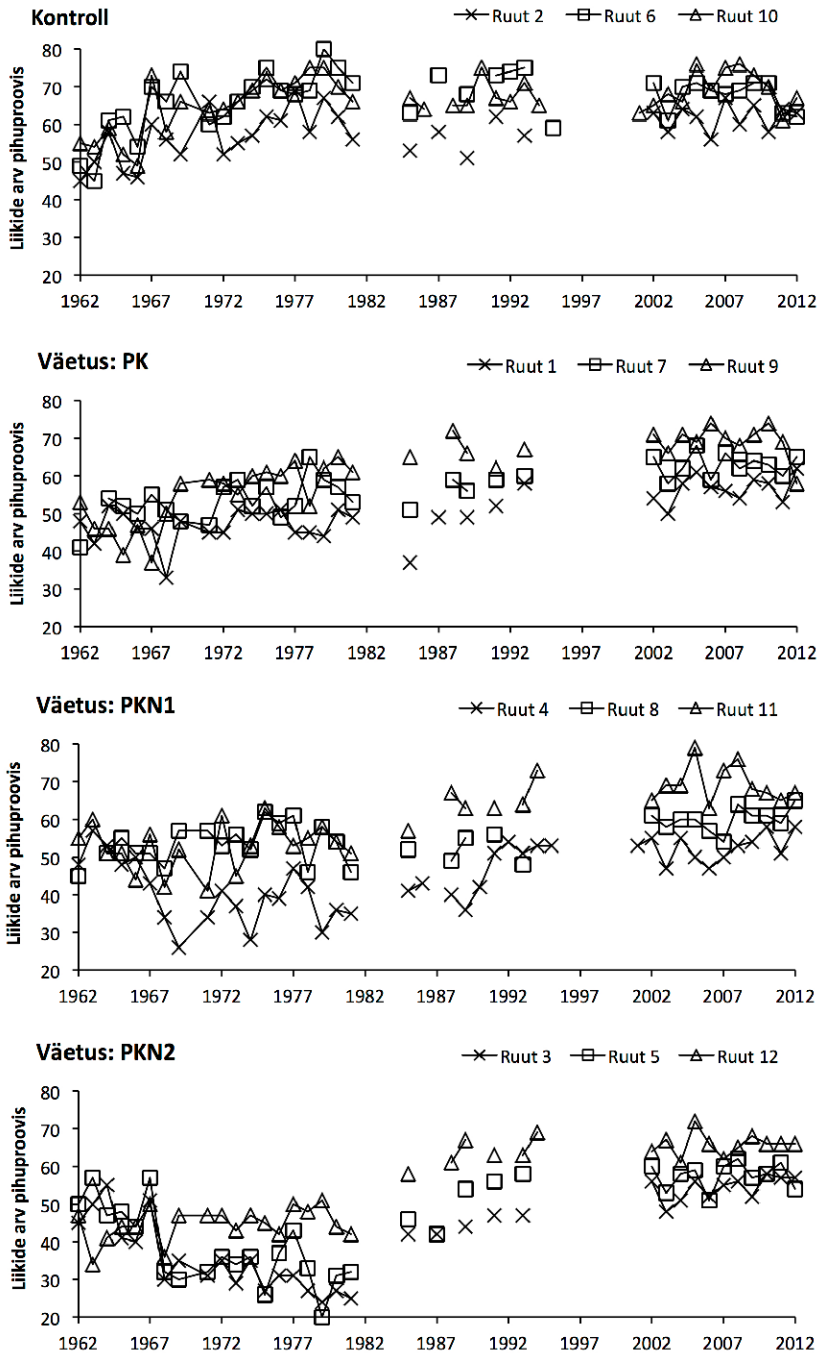 Kontroll
Ruut 2 Ruut 6 Ruut 10
Liikide arv pihuproovis
80
70
60
50
40
30
20
1962 1967 1972 1977 1982 1987 1992 1997 2002 2007 2012
Väetus: PK
Ruut 1 Ruut 7 Ruut 9
Liikide arv pihuproovis
80
70
60
50
40
30
20
1962 1967 1972 1977 1982 1987 1992 1997 2002 2007 2012
Väetus: PKN1
Ruut 4 Ruut 8 Ruut 11
Liikide arv pihuproovis
80
70
60
50
40
30
20
1962 1967 1972 1977 1982 1987 1992 1997 2002 2007 2012
Väetus: PKN2
Ruut 3 Ruut 5 Ruut 12
Liikide arv pihuproovis
80
70
60
50
40
30
20
1962 1967 1972 1977 1982 1987 1992 1997 2002 2007 2012